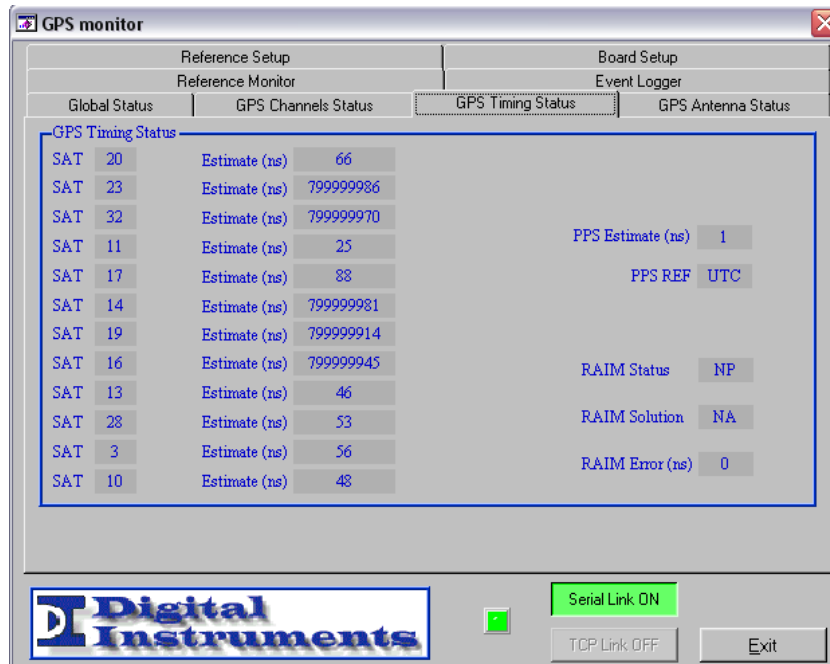 GPS monitor
Reference Setup Board Setup
Reference Monitor Event Logger
Global Status GPS Channels Status GPS Timing Status GPS Antenna Status
GPS Timing Status
SAT 20 Estimate (ns) 66
SAT 23 Estimate (ns) 799999986
SAT 32 Estimate (ns) 799999970
SAT 11 Estimate (ns) 25
PPS Estimate (ns) 1
SAT 17 Estimate (ns) 88
PPS REF UTC
SAT 14 Estimate (ns) 799999981
SAT 19 Estimate (ns) 799999914
SAT 16 Estimate (ns) 799999945
RAIM Status NP
SAT 13 Estimate (ns) 46
SAT 28 Estimate (ns) 53
RAIM Solution NA
SAT 3 Estimate (ns) 56
RAIM Error (ns) 0
SAT 10 Estimate (ns) 48
DI Digital Instruments
Serial Link ON
TCP Link OFF
Exit